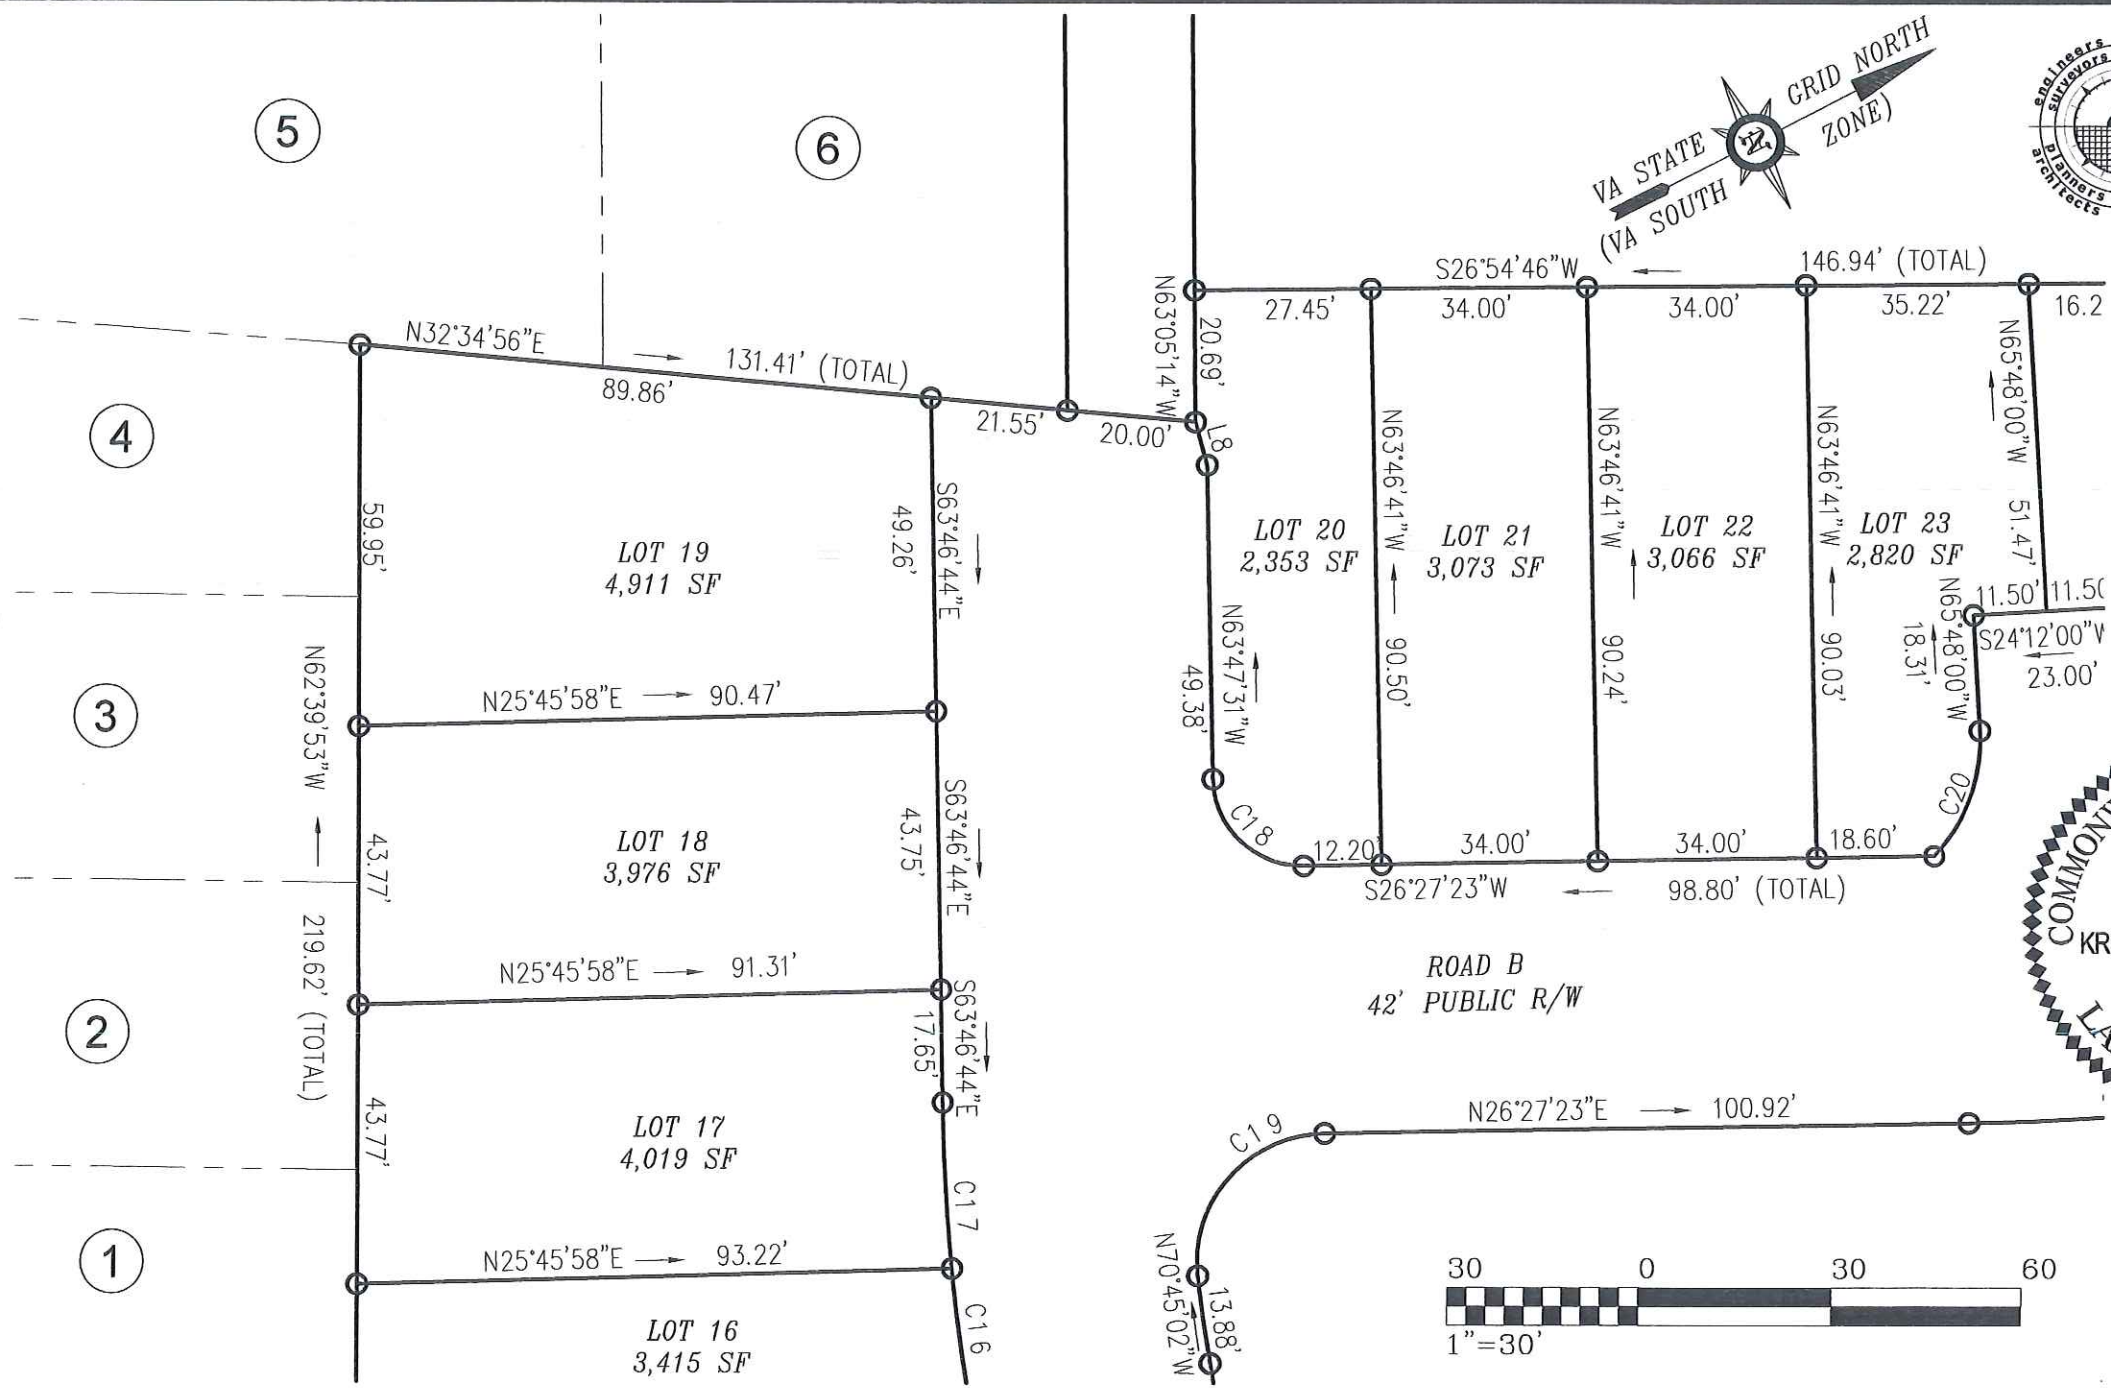 engineers
surveyors
planners
architects
GRID NORTH
VA STATE
ZONE)
(VA SOUTH
N
5
6
4
3
2
1
S26°54'46"W
146.94' (TOTAL)
27.45'
34.00'
34.00'
35.22'
16.2
N32°34'56"E
131.41' (TOTAL)
89.86'
21.55'
20.00'
N63°05'14"W
20.69'
L8
59.95'
LOT 19
4,911 SF
49.26'
S63°46'44"E
N25°45'58"E
90.47'
N62°39'53"W
219.62' (TOTAL)
43.77'
LOT 18
3,976 SF
43.75'
S63°46'44"E
N25°45'58"E
91.31'
43.77'
LOT 17
4,019 SF
17.65'
S63°46'44"E
C17
N25°45'58"E
93.22'
LOT 16
3,415 SF
C16
LOT 20
2,353 SF
N63°47'31"W
49.38'
C18
N63°46'41"W
90.50'
LOT 21
3,073 SF
N63°46'41"W
90.24'
LOT 22
3,066 SF
N63°46'41"W
90.03'
LOT 23
2,820 SF
N65°48'00"W
51.47'
11.50'
11.50
S24°12'00"W
23.00'
N65°48'00"W
18.31'
C20
12.20'
34.00'
34.00'
18.60'
S26°27'23"W
98.80' (TOTAL)
ROAD B
42' PUBLIC R/W
N26°27'23"E
100.92'
C19
N70°45'02"W
13.88'
COMMON
KR
LA
30 0 30 60
1"=30'